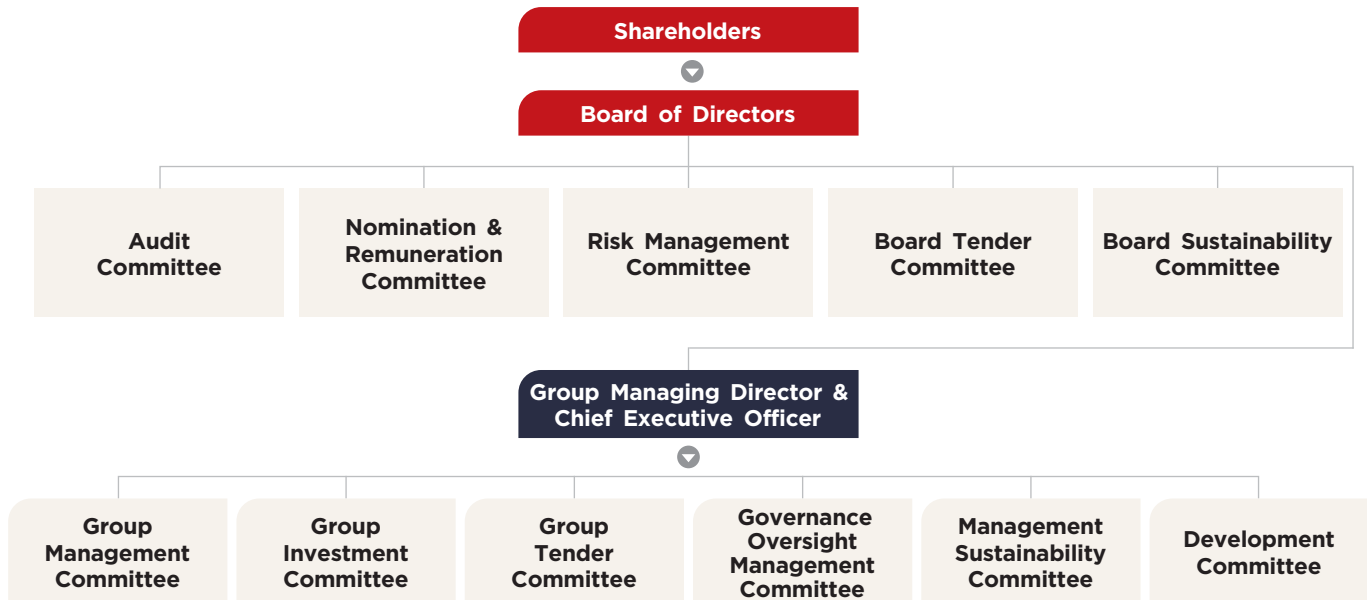 Shareholders
Board of Directors
Audit
Committee
Nomination &
Remuneration
Committee
Risk Management
Committee
Board Tender
Committee
Board Sustainability
Committee
Group Managing Director &
Chief Executive Officer
Group
Management
Committee
Group
Investment
Committee
Group
Tender
Committee
Governance
Oversight
Management
Committee
Management
Sustainability
Committee
Development
Committee